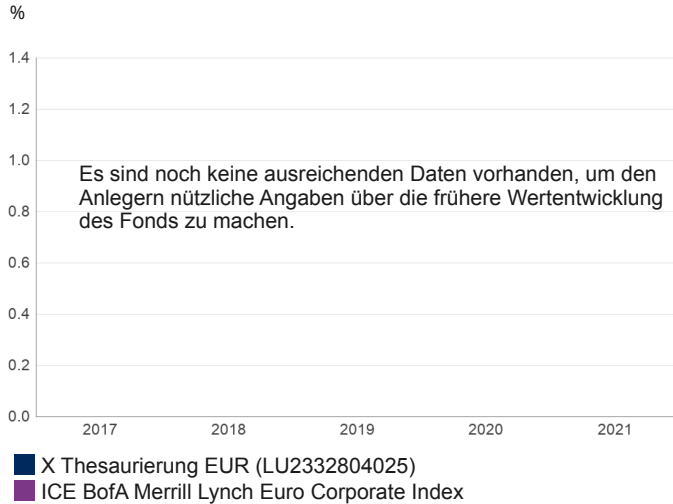 %
1.4
1.2
1.0
Es sind noch keine ausreichenden Daten vorhanden, um den
Anlegern nützliche Angaben über die frühere Wertentwicklung
0.8
des Fonds zu machen.
0.6
0.4
0.2
0.0
2017 2018 2019 2020 2021
X Thesaurierung EUR (LU2332804025)
ICE BofA Merrill Lynch Euro Corporate Index